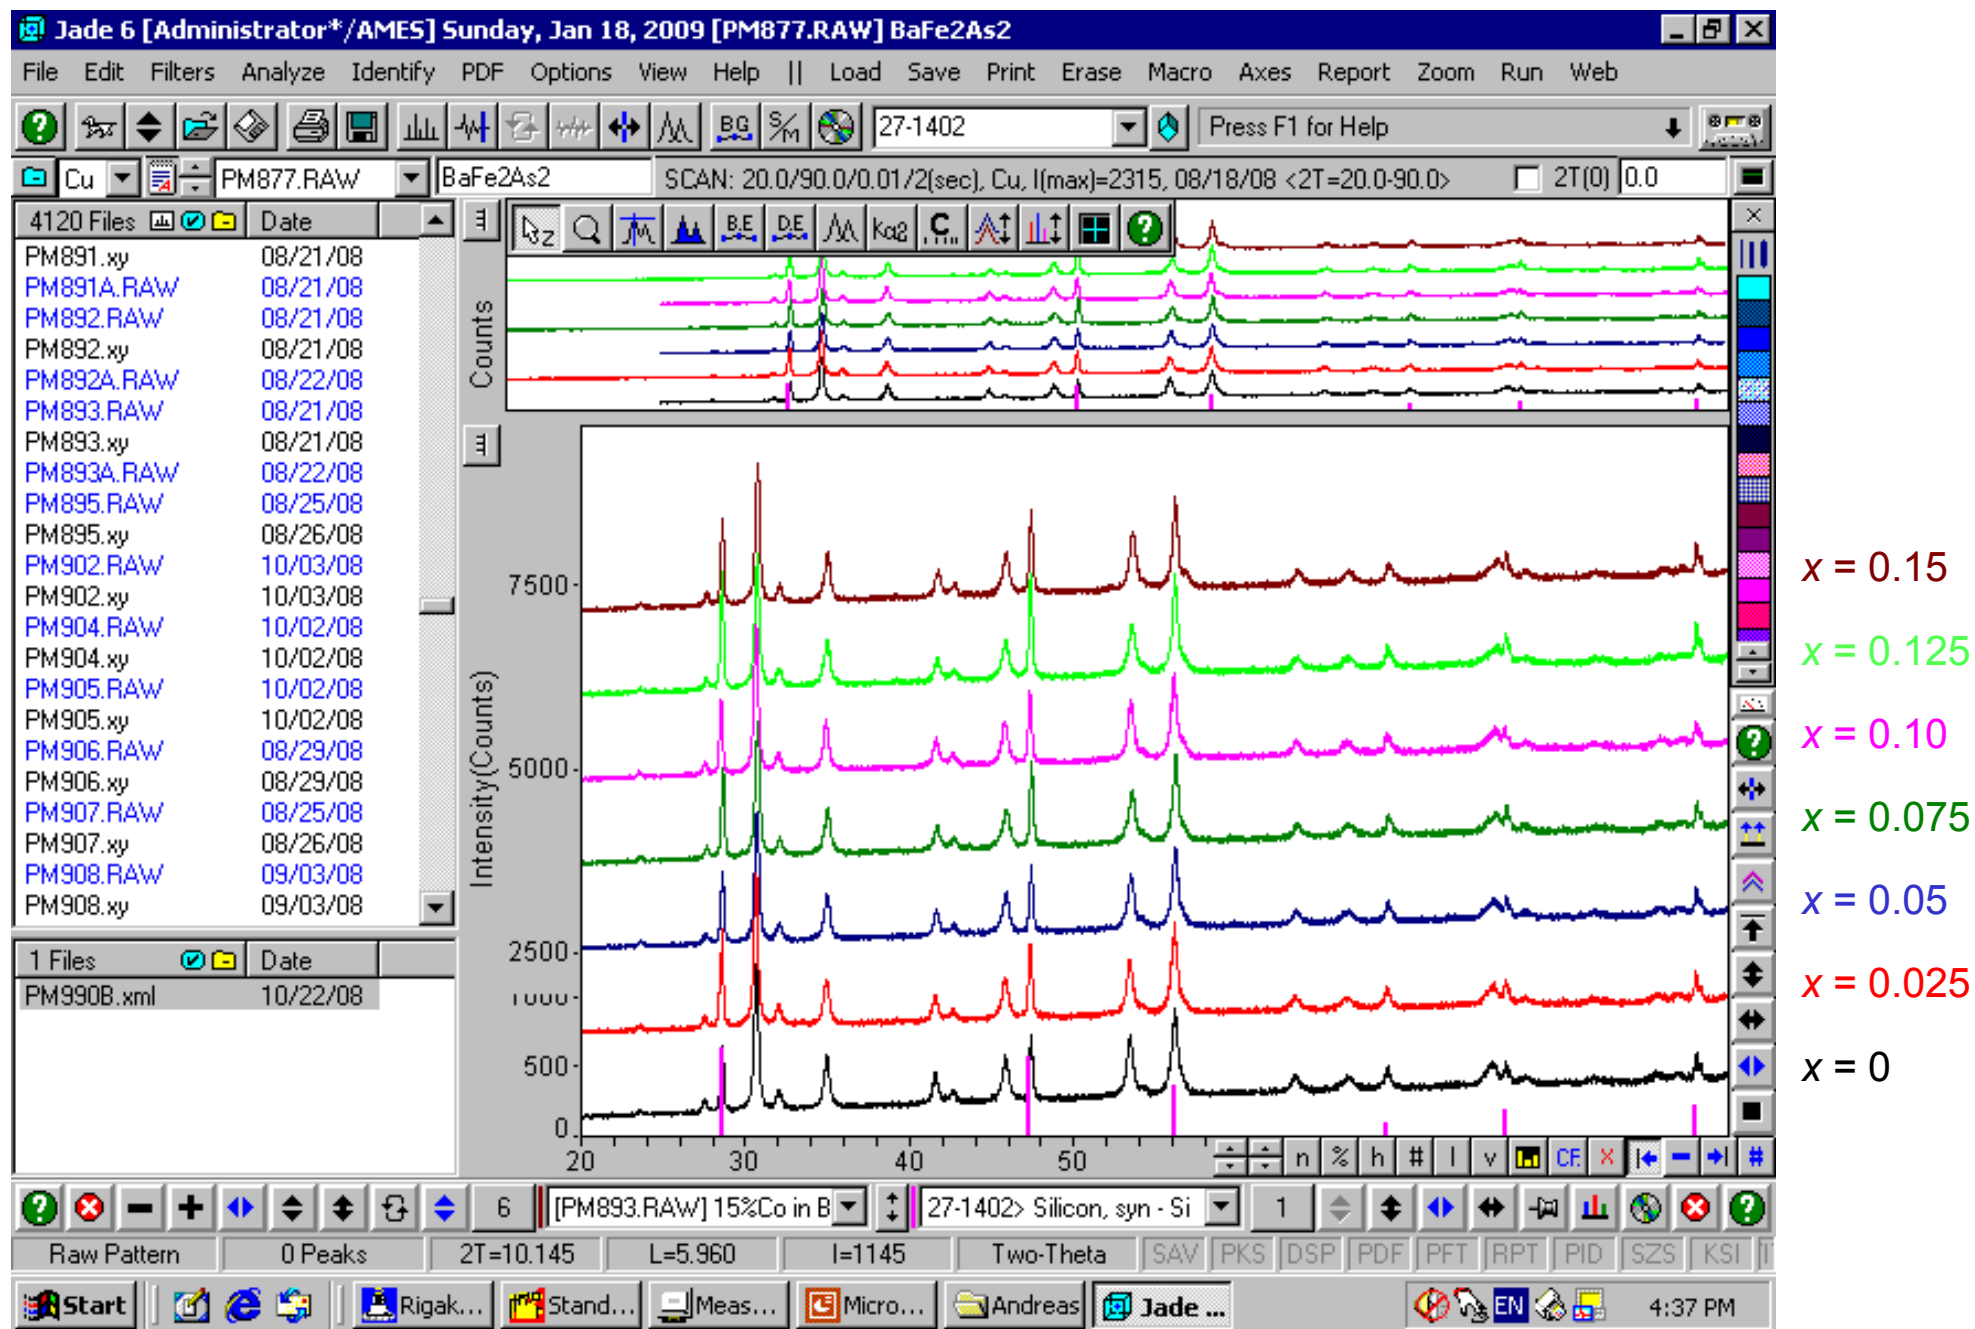 Jade 6 [Administrator*/AMES] Sunday, Jan 18, 2009 [PM877.RAW] BaFe2As2
File Edit Filters Analyze Identify PDF Options View Help || Load Save Print Erase Macro Axes Report Zoom Run Web
BG S/M 27-1402 Press F1 for Help
Cu PM877.RAW BaFe2As2 SCAN: 20.0/90.0/0.01/2(sec), Cu, I(max)=2315, 08/18/08 <2T=20.0-90.0> 2T(0) 0.0
4120 Files Date
PM891.xy 08/21/08
PM891A.RAW 08/21/08
PM892.RAW 08/21/08
PM892.xy 08/21/08
PM892A.RAW 08/22/08
PM893.RAW 08/21/08
PM893.xy 08/21/08
PM893A.RAW 08/22/08
PM895.RAW 08/25/08
PM895.xy 08/26/08
PM902.RAW 10/03/08
PM902.xy 10/03/08
PM904.RAW 10/02/08
PM904.xy 10/02/08
PM905.RAW 10/02/08
PM905.xy 10/02/08
PM906.RAW 08/29/08
PM906.xy 08/29/08
PM907.RAW 08/25/08
PM907.xy 08/26/08
PM908.RAW 09/03/08
PM908.xy 09/03/08
1 Files Date
PM990B.xml 10/22/08
Z B.E. D.E. kα2 C
Counts
Intensity(Counts)
7500
5000
2500
500
0
20 30 40 50
x = 0.15
x = 0.125
x = 0.10
x = 0.075
x = 0.05
x = 0.025
x = 0
n % h # l v CF. × #
6 [PM893.RAW] 15%Co in B 27-1402> Silicon, syn - Si 1
Raw Pattern 0 Peaks 2T=10.145 L=5.960 I=1145 Two-Theta SAV PKS DSP PDF PFT RPT PID SZS KSI
Start Rigak... Stand... Meas... Micro... Andreas Jade ... EN 4:37 PM